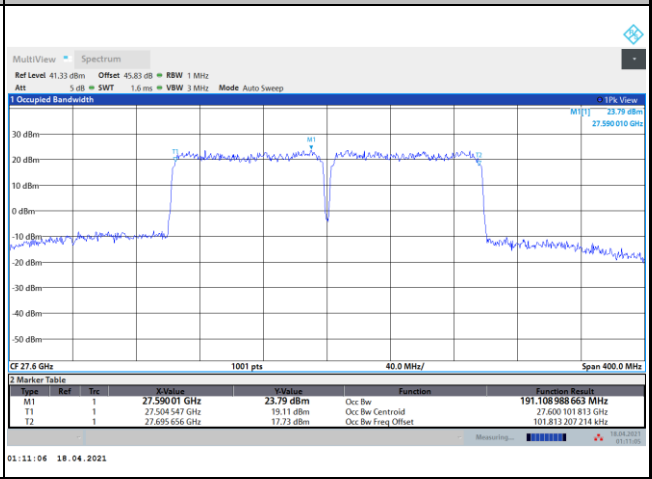 MultiView Spectrum
Ref Level 41.33 dBm Offset 45.83 dB RBW 1 MHz
Att 5 dB SWT 1.6 ms VBW 3 MHz Mode Auto Sweep
1 Occupied Bandwidth 1Pk View
M1[1] 23.79 dBm
27.590 010 GHz
M1
T1
T2
30 dBm
20 dBm
10 dBm
0 dBm
-10 dBm
-20 dBm
-30 dBm
-40 dBm
-50 dBm
CF 27.6 GHz 1001 pts 40.0 MHz/ Span 400.0 MHz
2 Marker Table
Type Ref Trc X-Value Y-Value Function Function Result
M1 1 27.590 01 GHz 23.79 dBm Occ Bw 191.108 988 663 MHz
T1 1 27.504 547 GHz 19.11 dBm Occ Bw Centroid 27.600 101 813 GHz
T2 1 27.695 656 GHz 17.73 dBm Occ Bw Freq Offset 101.813 207 214 kHz
Measuring... 18.04.2021
01:11:05
01:11:06 18.04.2021